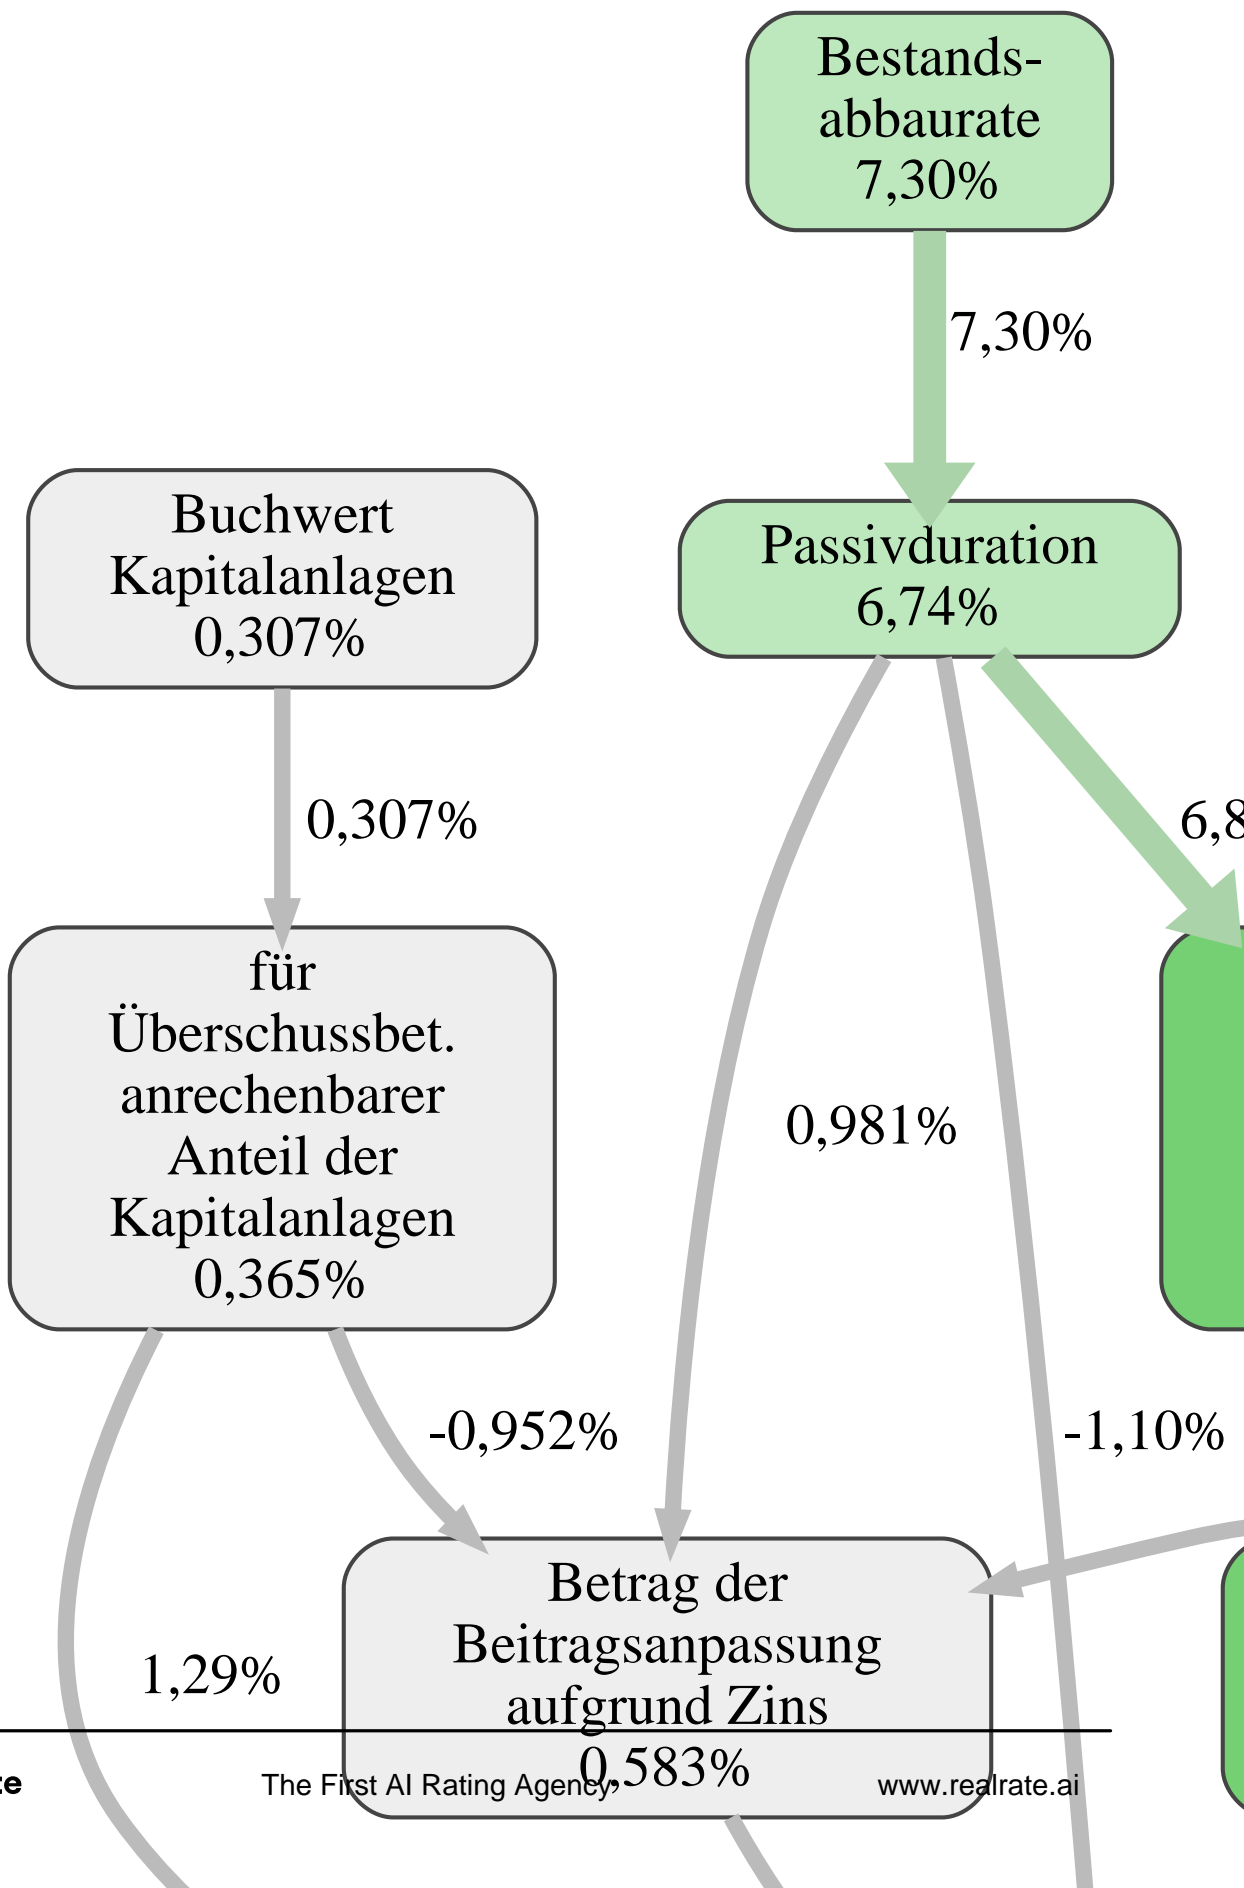 Bestands-
abbaurate
7,30%
7,30%
Buchwert
Kapitalanlagen
0,307%
Passivduration
6,74%
0,307%
6,8
für
Überschussbet.
anrechenbarer
Anteil der
Kapitalanlagen
0,365%
0,981%
-0,952%
-1,10%
Betrag der
Beitragsanpassung
aufgrund Zins
0,583%
1,29%
The First AI Rating Agency
www.realrate.ai